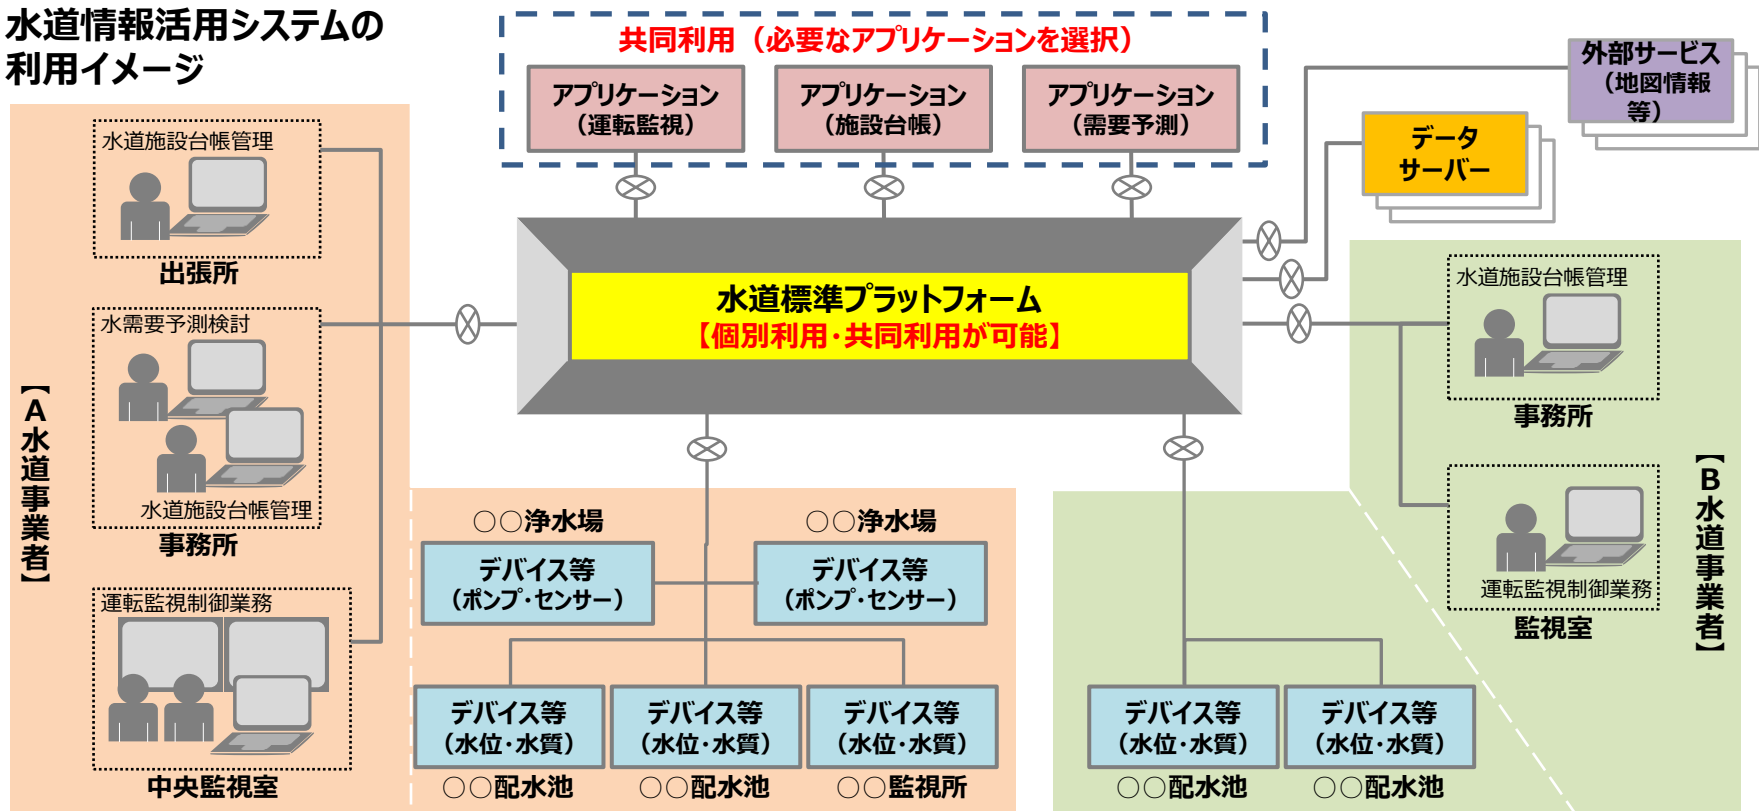 水道情報活用システムの
利用イメージ
共同利用（必要なアプリケーションを選択）
アプリケーション
（運転監視）
アプリケーション
（施設台帳）
アプリケーション
（需要予測）
外部サービス
（地図情報
等）
データ
サーバー
水道標準プラットフォーム
【個別利用・共同利用が可能】
【A水道事業者】
水道施設台帳管理
出張所
水需要予測検討
水道施設台帳管理
事務所
運転監視制御業務
中央監視室
○○浄水場
デバイス等
（ポンプ・センサー）
○○浄水場
デバイス等
（ポンプ・センサー）
デバイス等
（水位・水質）
○○配水池
デバイス等
（水位・水質）
○○配水池
デバイス等
（水位・水質）
○○監視所
【B水道事業者】
水道施設台帳管理
事務所
運転監視制御業務
監視室
デバイス等
（水位・水質）
○○配水池
デバイス等
（水位・水質）
○○配水池